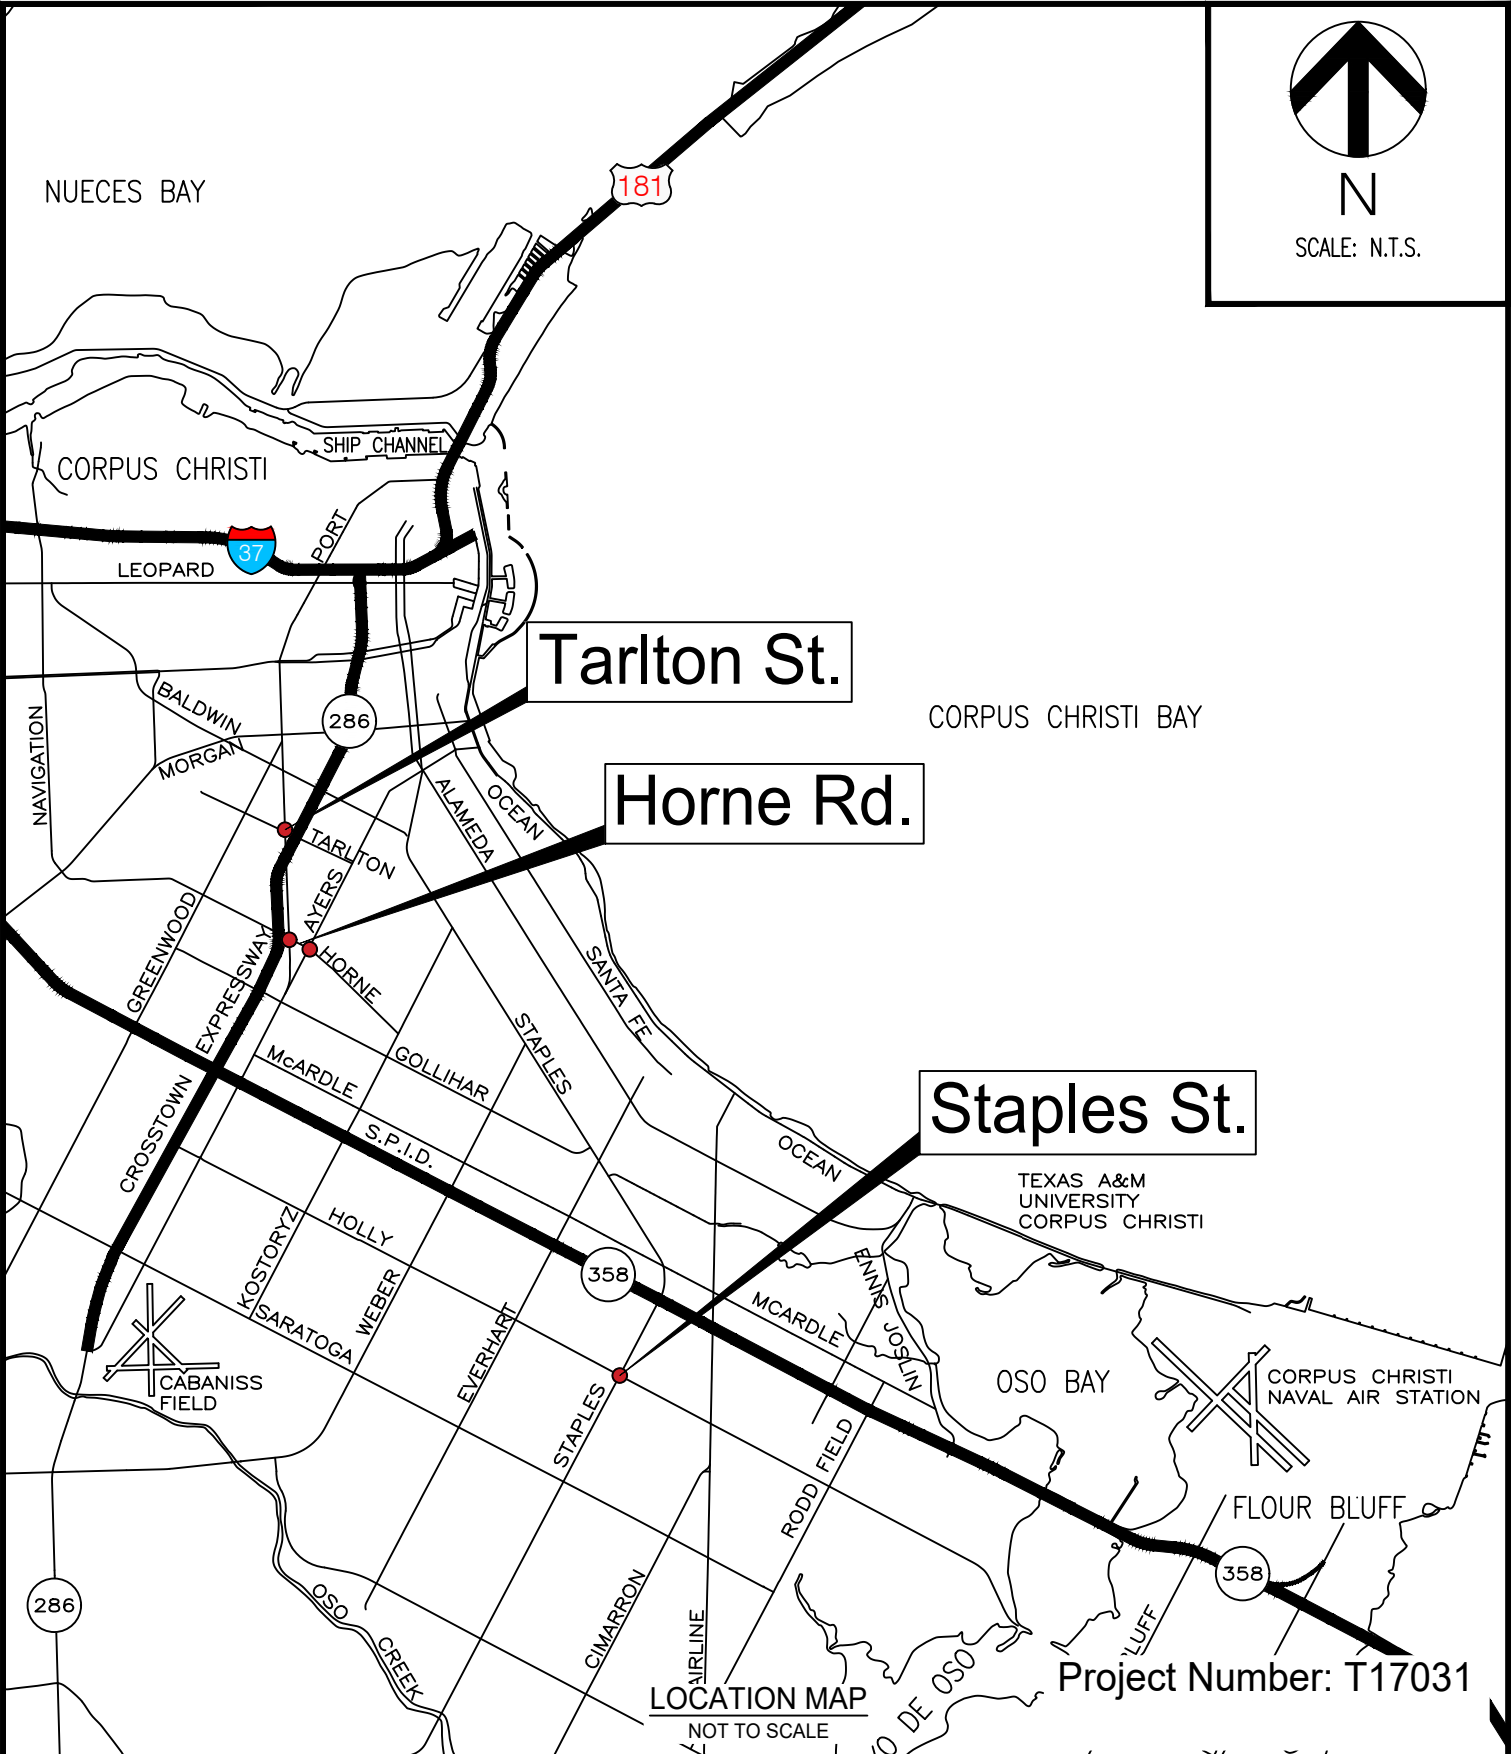 N
SCALE: N.T.S.
181
NUECES BAY
SHIP CHANNEL
CORPUS CHRISTI
PORT
37
LEOPARD
Tarlton St.
BALDWIN
286
CORPUS CHRISTI BAY
NAVIGATION
MORGAN
Horne Rd.
ALAMEDA
OCEAN
TARLTON
AYERS
GREENWOOD
EXPRESSWAY
HORNE
SANTA FE
STAPLES
GOLLIHAR
McARDLE
Staples St.
CROSSTOWN
S.P.I.D.
OCEAN
TEXAS A&M
UNIVERSITY
CORPUS CHRISTI
HOLLY
KOSTORYZ
WEBER
358
ENNIS JOSLIN
MCARDLE
SARATOGA
EVERHART
CABANISS
FIELD
OSO BAY
CORPUS CHRISTI
NAVAL AIR STATION
STAPLES
RODD FIELD
FLOUR BLUFF
358
286
OSO
CREEK
CIMARRON
AIRLINE
LUFF
O DE OSO
Project Number: T17031
LOCATION MAP
NOT TO SCALE